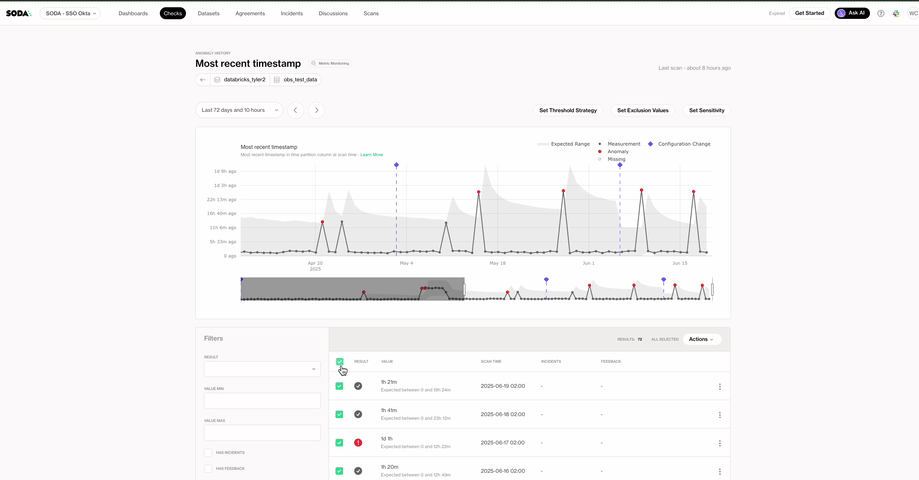 SODA SODA - SSO Okta Dashboards Checks Datasets Agreements Incidents Discussions Scans Expired Get Started Ask AI WC
ANOMALY HISTORY
Most recent timestamp Metric Monitoring
Last scan - about 8 hours ago
databricks_tyler2 obs_test_data
Last 72 days and 10 hours Set Threshold Strategy Set Exclusion Values Set Sensitivity
Most recent timestamp
Most recent timestamp in time partition column at scan time - Learn More
Expected Range Measurement Configuration Change
Anomaly
Missing
1d 9h ago
1d 3h ago
22h 13m ago
16h 40m ago
11h 6m ago
5h 33m ago
0 ago
Apr 20 May 4 May 18 Jun 1 Jun 15
2025
Filters
RESULTS 72 ALL SELECTED Actions
RESULT
VALUE MIN
VALUE MAX
HAS INCIDENTS
HAS FEEDBACK
RESULT VALUE SCAN TIME INCIDENTS FEEDBACK
1h 21m 2025-06-19 02:00 - -
Expected between 0 and 19h 24m
1h 41m 2025-06-18 02:00 - -
Expected between 0 and 23h 12m
1d 1h 2025-06-17 02:00 - -
Expected between 0 and 12h 22m
1h 20m 2025-06-16 02:00 - -
Expected between 0 and 12h 49m